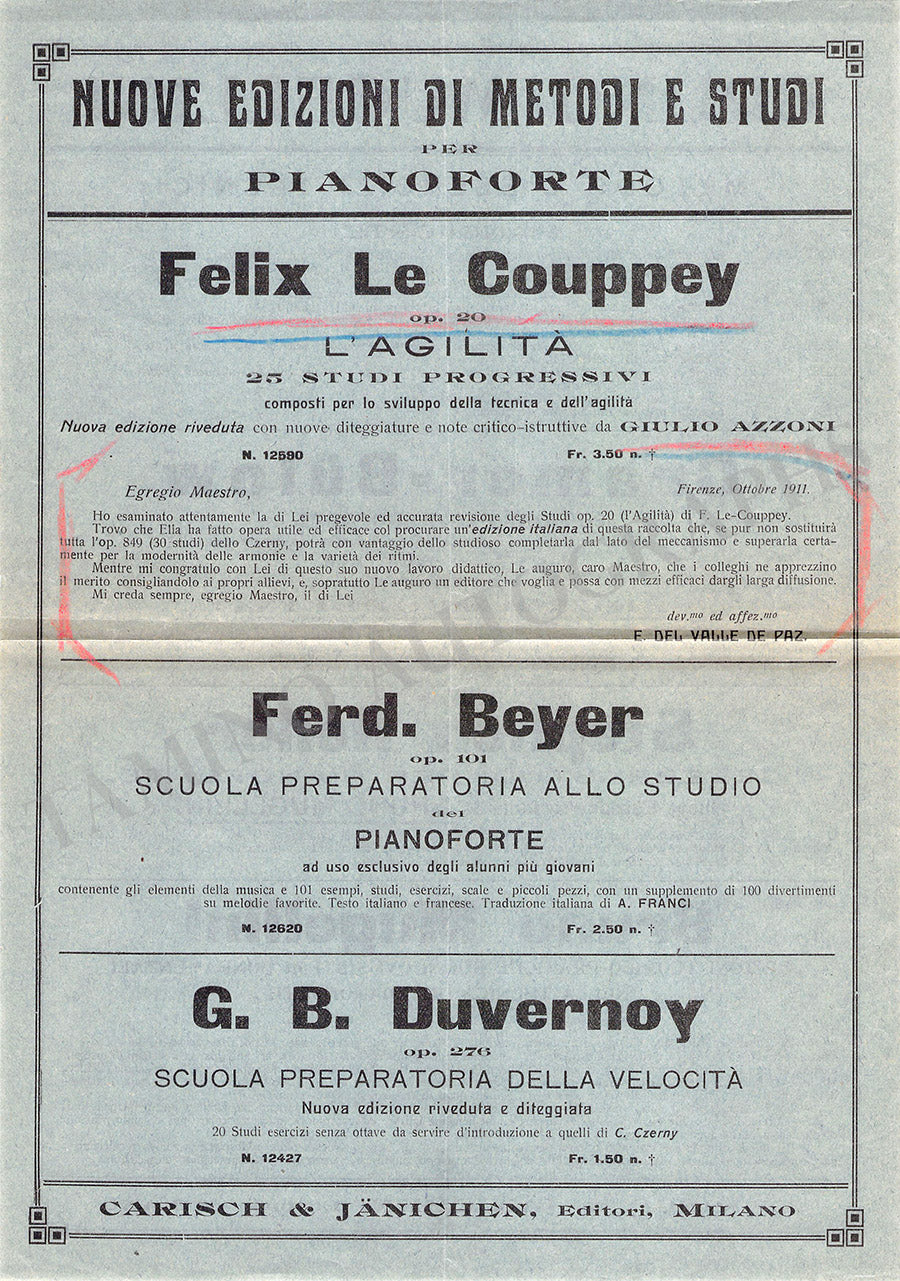 NUOVE EDIZIONI DI METODI E STUDI
PER
PIANOFORTE
Felix Le Couppey
op. 20
L'AGILITÀ
25 STUDI PROGRESSIVI
composti per lo sviluppo della tecnica e dell'agilità
Nuova edizione riveduta con nuove diteggiature e note critico-istruttive da GIULIO AZZONI
N. 12590 Fr. 3.50 n. †
Egregio Maestro, Firenze, Ottobre 1911.
Ho esaminato attentamente la di Lei pregevole ed accurata revisione degli Studi op. 20 (l'Agilità) di F. Le-Couppey.
Trovo che Ella ha fatto opera utile ed efficace col procurare un'edizione italiana di questa raccolta che, se pur non sostituirà
tutta l'op. 849 (30 studi) dello Czerny, potrà con vantaggio dello studioso completarla dal lato del meccanismo e superarla certa-
mente per la modernità delle armonie e la varietà dei ritmi.
Mentre mi congratulo con Lei di questo suo nuovo lavoro didattico, Le auguro, caro Maestro, che i colleghi ne apprezzino
il merito consigliandolo ai propri allievi, e, sopratutto Le auguro un editore che voglia e possa con mezzi efficaci dargli larga diffusione.
Mi creda sempre, egregio Maestro, il di Lei
dev.mo ed affez.mo
E. DEL VALLE DE PAZ.
Ferd. Beyer
op. 101
SCUOLA PREPARATORIA ALLO STUDIO
del
PIANOFORTE
ad uso esclusivo degli alunni più giovani
contenente gli elementi della musica e 101 esempi, studi, esercizi, scale e piccoli pezzi, con un supplemento di 100 divertimenti
su melodie favorite. Testo italiano e francese. Traduzione italiana di A. FRANCI
N. 12620 Fr. 2.50 n. †
G. B. Duvernoy
op. 276
SCUOLA PREPARATORIA DELLA VELOCITÀ
Nuova edizione riveduta e diteggiata
20 Studi esercizi senza ottave da servire d'introduzione a quelli di C. Czerny
N. 12427 Fr. 1.50 n. †
CARISCH & JÄNICHEN, Editori, MILANO